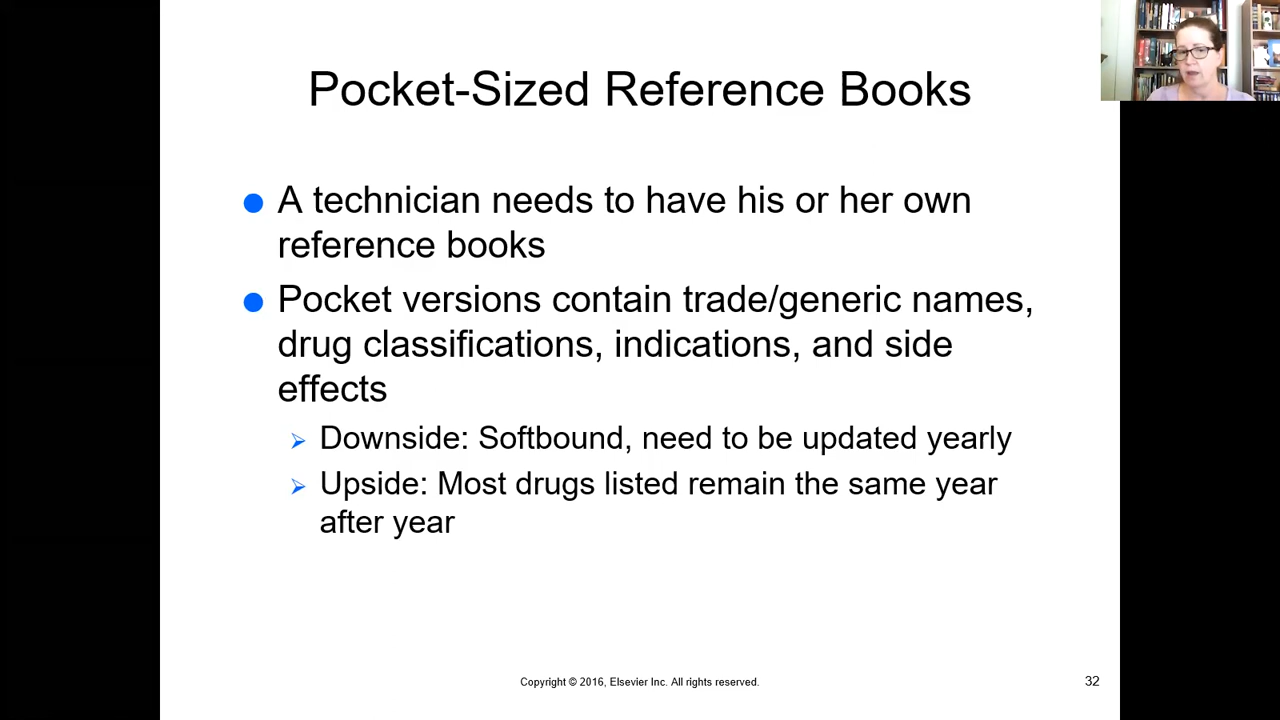 Pocket-Sized Reference Books
A technician needs to have his or her own
reference books
Pocket versions contain trade/generic names,
drug classifications, indications, and side
effects
Downside: Softbound, need to be updated yearly
Upside: Most drugs listed remain the same year
after year
Copyright © 2016, Elsevier Inc. All rights reserved.
32